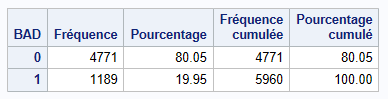 BAD Fréquence Pourcentage Fréquence cumulée Pourcentage cumulé
0 4771 80.05 4771 80.05
1 1189 19.95 5960 100.00